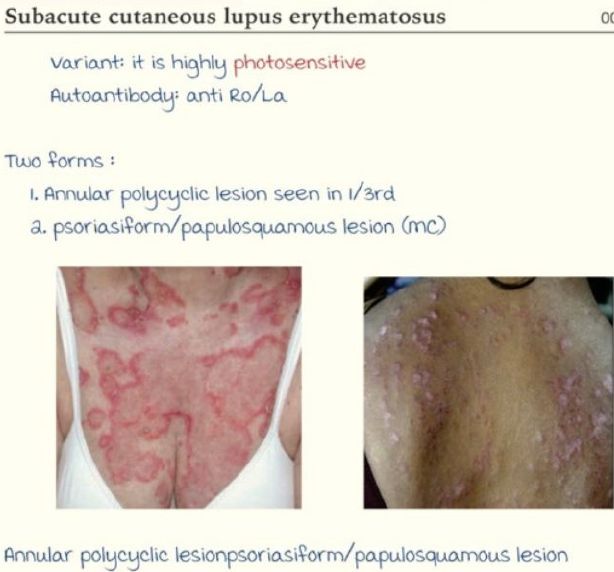 Subacute cutaneous lupus erythematosus
variant: it is highly photosensitive
Autoantibody: anti Ro/La
Two forms :
1. Annular polycyclic lesion seen in 1/3rd
2. psoriasiform/papulosquamous lesion (mc)
Annular polycyclic lesionpsoriasiform/papulosquamous lesion